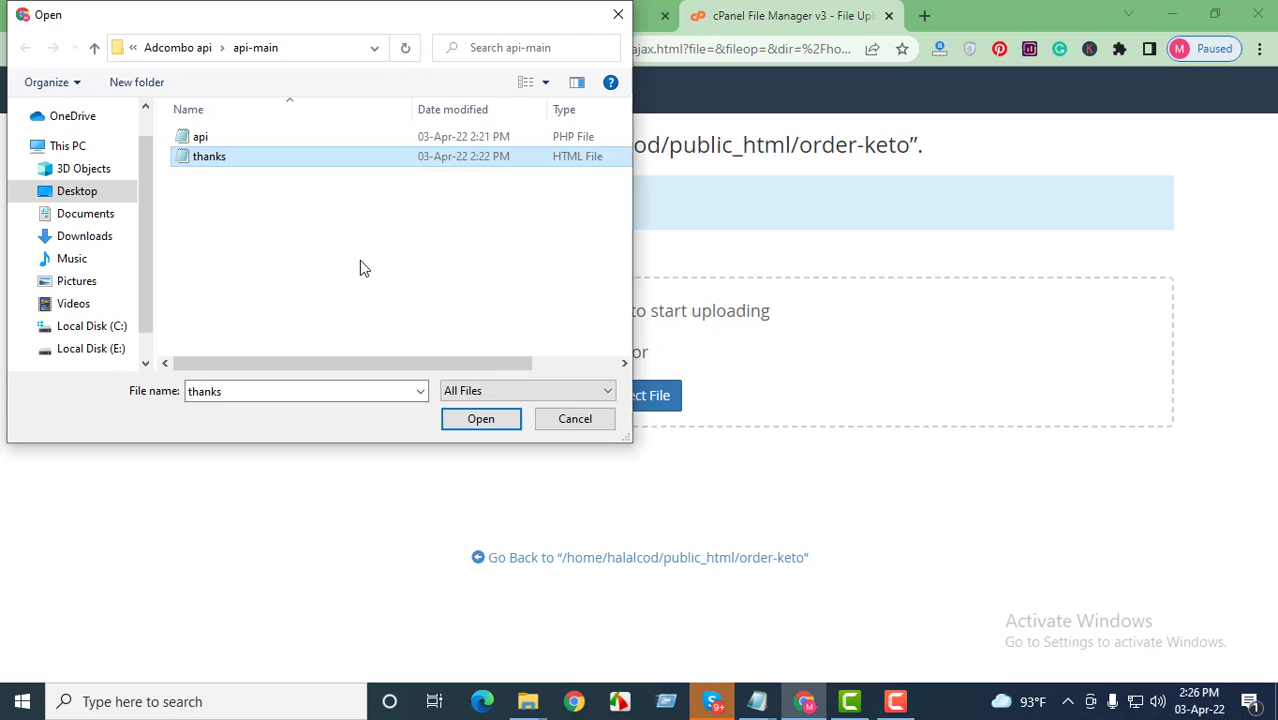 Open
cPanel File Manager v3 - File Upl
Adcombo api
api-main
Search api-main
ajax.html?file=&fileop=&dir=%2Fho...
M
Paused
Organize
New folder
Name
Date modified
Type
OneDrive
This PC
3D Objects
Desktop
Documents
Downloads
Music
Pictures
Videos
Local Disk (C:)
Local Disk (E:)
api
03-Apr-22 2:21 PM
PHP File
thanks
03-Apr-22 2:22 PM
HTML File
od/public_html/order-keto”.
to start uploading
or
ect File
File name:
thanks
All Files
Open
Cancel
Go Back to “/home/halalcod/public_html/order-keto”
Activate Windows
Go to Settings to activate Windows.
Type here to search
9+
93°F
2:26 PM
03-Apr-22
1